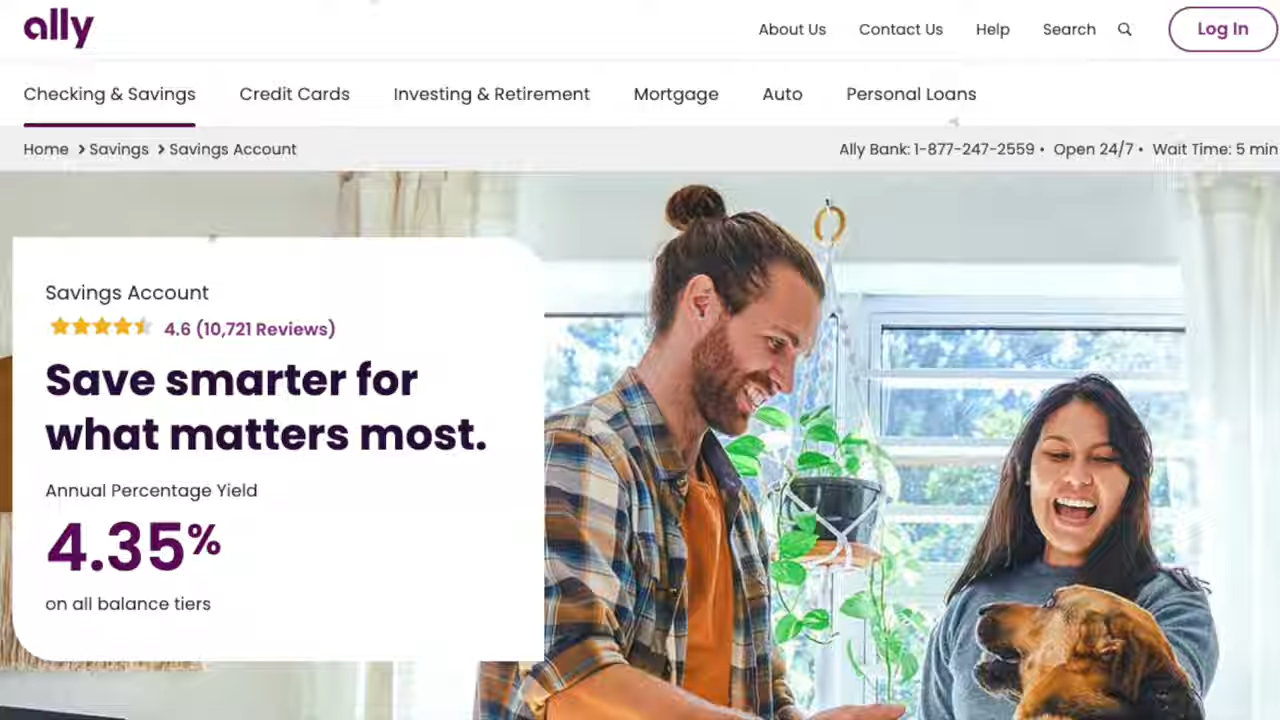 ally
About Us Contact Us Help Search Log In
Checking & Savings Credit Cards Investing & Retirement Mortgage Auto Personal Loans
Home > Savings > Savings Account
Ally Bank: 1-877-247-2559 • Open 24/7 • Wait Time: 5 min
Savings Account
4.6 (10,721 Reviews)
Save smarter for
what matters most.
Annual Percentage Yield
4.35%
on all balance tiers